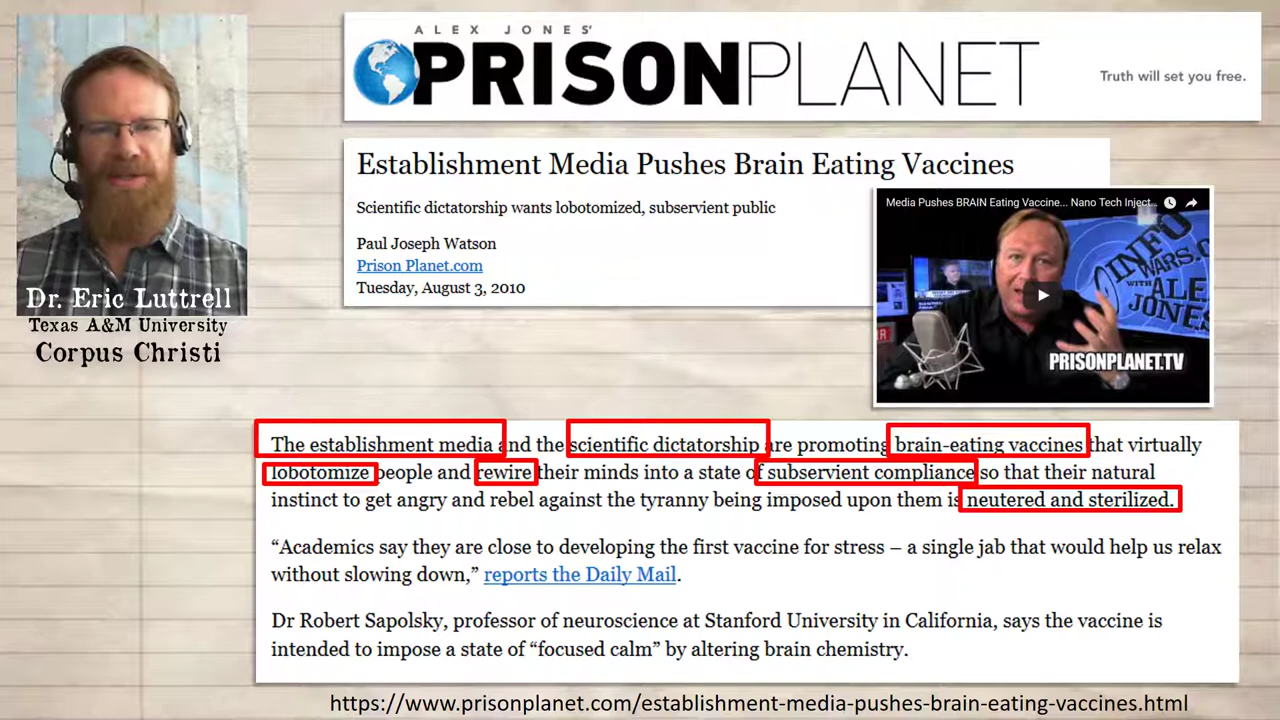 ALEX JONES'
PRISONPLANET
Truth will set you free.
Establishment Media Pushes Brain Eating Vaccines
Scientific dictatorship wants lobotomized, subservient public
Paul Joseph Watson
Prison Planet.com
Tuesday, August 3, 2010
Media Pushes BRAIN Eating Vaccine... Nano Tech Inject...
INFO
WARS.C
WITH
ALE
JONES
PRISONPLANET.TV
Dr. Eric Luttrell
Texas A&M University
Corpus Christi
The establishment media and the scientific dictatorship are promoting brain-eating vaccines that virtually
lobotomize people and rewire their minds into a state of subservient compliance so that their natural
instinct to get angry and rebel against the tyranny being imposed upon them is neutered and sterilized.
“Academics say they are close to developing the first vaccine for stress – a single jab that would help us relax
without slowing down,” reports the Daily Mail.
Dr Robert Sapolsky, professor of neuroscience at Stanford University in California, says the vaccine is
intended to impose a state of “focused calm” by altering brain chemistry.
https://www.prisonplanet.com/establishment-media-pushes-brain-eating-vaccines.html